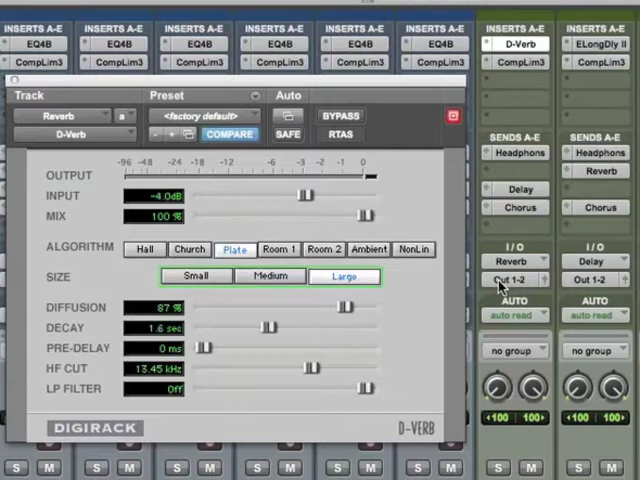 INSERTS A-E INSERTS A-E INSERTS A-E INSERTS A-E INSERTS A-E INSERTS A-E INSERTS A-E INSERTS A-E
EQ4B EQ4B EQ4B EQ4B EQ4B EQ4B D-Verb ELongDly II
CompLim3 CompLim3 CompLim3 CompLim3 CompLim3 CompLim3 CompLim3 CompLim3
Track Preset Auto
Reverb a <factory default> BYPASS
D-Verb - + COMPARE SAFE RTAS
SENDS A-E SENDS A-E
Headphons Headphons
Reverb
Delay
Chorus Chorus
I/O I/O
Reverb Delay
Out 1-2 Out 1-2
AUTO AUTO
auto read auto read
no group no group
100 100 100 100
-96 -48 -24 -18 -12 -6 -3 -2 -1 0
OUTPUT
INPUT -4.0dB
MIX 100 %
ALGORITHM Hall Church Plate Room 1 Room 2 Ambient NonLin
SIZE Small Medium Large
DIFFUSION 87 %
DECAY 1.6 sec
PRE-DELAY 0 ms
HF CUT 13.45 kHz
LP FILTER Off
DIGIRACK D-VERB
S M S M S M S M S M S M S M S M